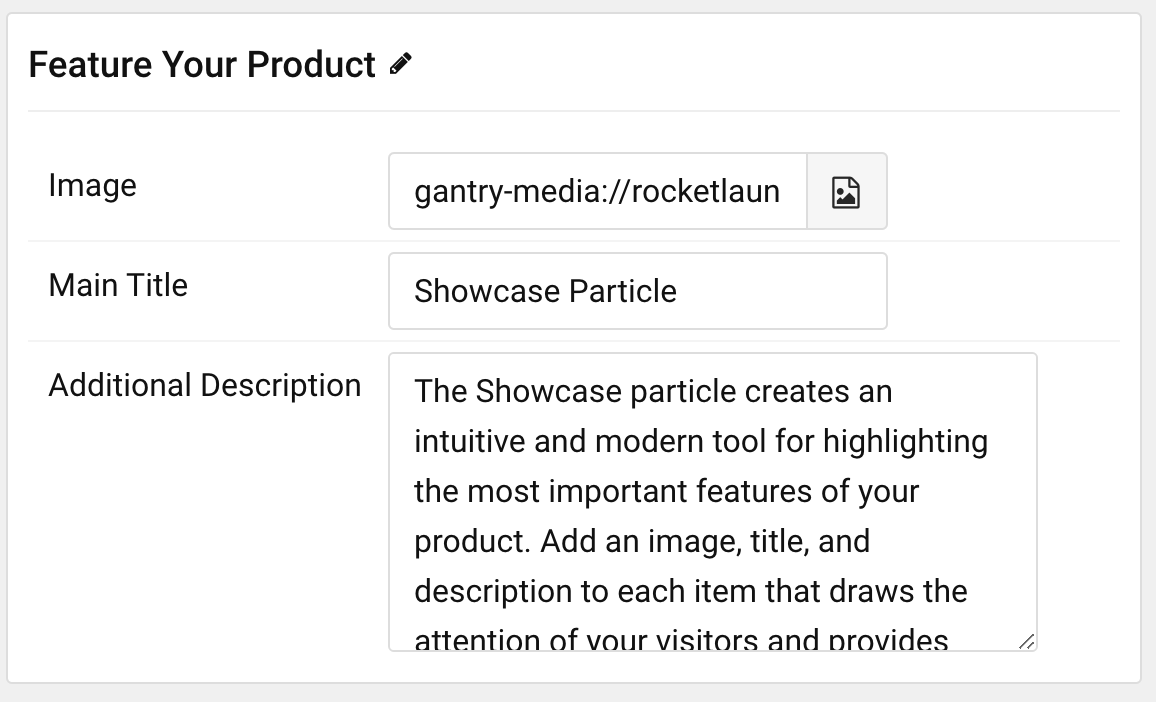 Feature Your Product
Image
gantry-media://rocketlaun
Main Title
Showcase Particle
Additional Description
The Showcase particle creates an
intuitive and modern tool for highlighting
the most important features of your
product. Add an image, title, and
description to each item that draws the
attention of your visitors and provides